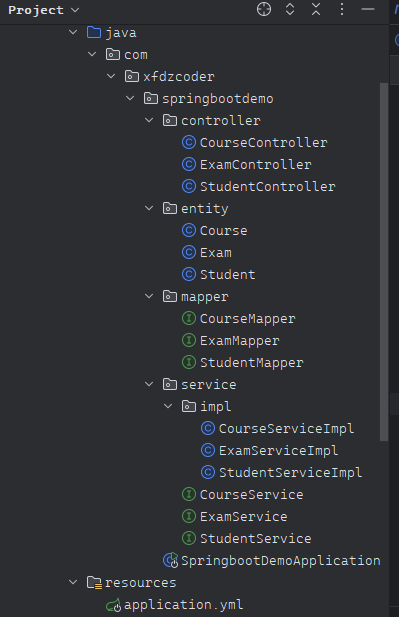 Project
java
com
xfdzcoder
springbootdemo
controller
CourseController
ExamController
StudentController
entity
Course
Exam
Student
mapper
CourseMapper
ExamMapper
StudentMapper
service
impl
CourseServiceImpl
ExamServiceImpl
StudentServiceImpl
CourseService
ExamService
StudentService
SpringbootDemoApplication
resources
application.yml